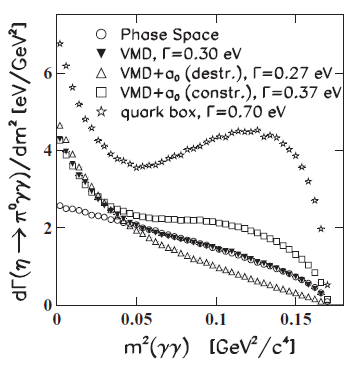 ○ Phase Space
▼ VMD, Γ=0.30 eV
△ VMD+a₀ (destr.), Γ=0.27 eV
□ VMD+a₀ (constr.), Γ=0.37 eV
☆ quark box, Γ=0.70 eV
dΓ(η → π⁰γγ)/dm² [eV/GeV²]
6
4
2
0
0 0.05 0.1 0.15
m²(γγ) [GeV²/c⁴]